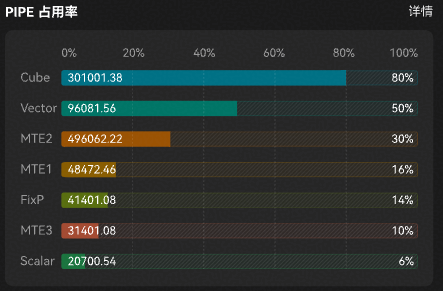 PIPE 占用率 详情
0% 20% 40% 60% 80% 100%
Cube 301001.38 80%
Vector 96081.56 50%
MTE2 496062.22 30%
MTE1 48472.46 16%
FixP 41401.08 14%
MTE3 31401.08 10%
Scalar 20700.54 6%